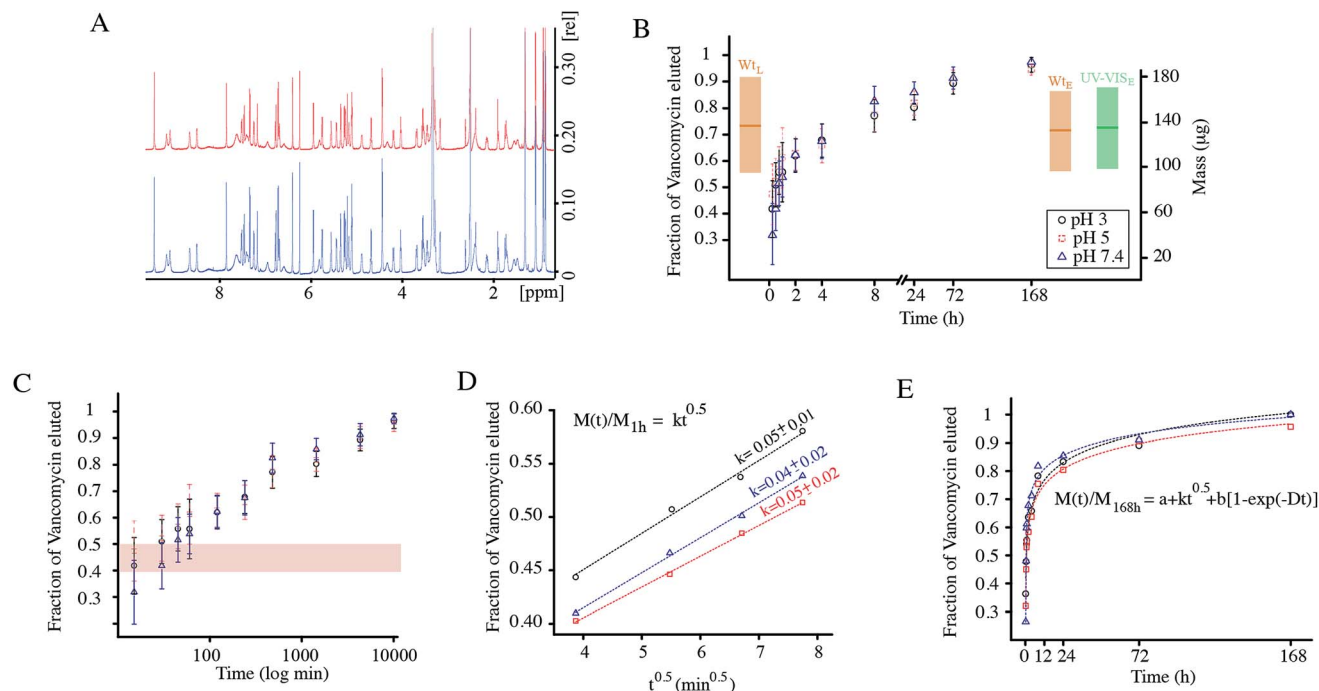 A
[rel]
0.30
0.20
0.10
0
8
6
4
2
[ppm]
B
Fraction of Vancomycin eluted
1
0.9
0.8
0.7
0.6
0.5
0.4
0.3
WtL
WtE
UV-VISE
180
140
100
60
20
Mass (μg)
pH 3
pH 5
pH 7.4
0
2
4
8
24
72
168
Time (h)
C
Fraction of Vancomycin eluted
1
0.9
0.8
0.7
0.6
0.5
0.4
0.3
100
1000
10000
Time (log min)
D
Fraction of Vancomycin eluted
0.60
0.55
0.50
0.45
0.40
M(t)/M1h = kt^0.5
k= 0.05±0.01
k=0.04±0.02
k=0.05±0.02
4
5
6
7
8
t^0.5 (min^0.5)
E
Fraction of Vancomycin eluted
1
0.9
0.8
0.7
0.6
0.5
0.4
0.3
M(t)/M168h = a+kt^0.5+b[1-exp(-Dt)]
0
12
24
72
168
Time (h)